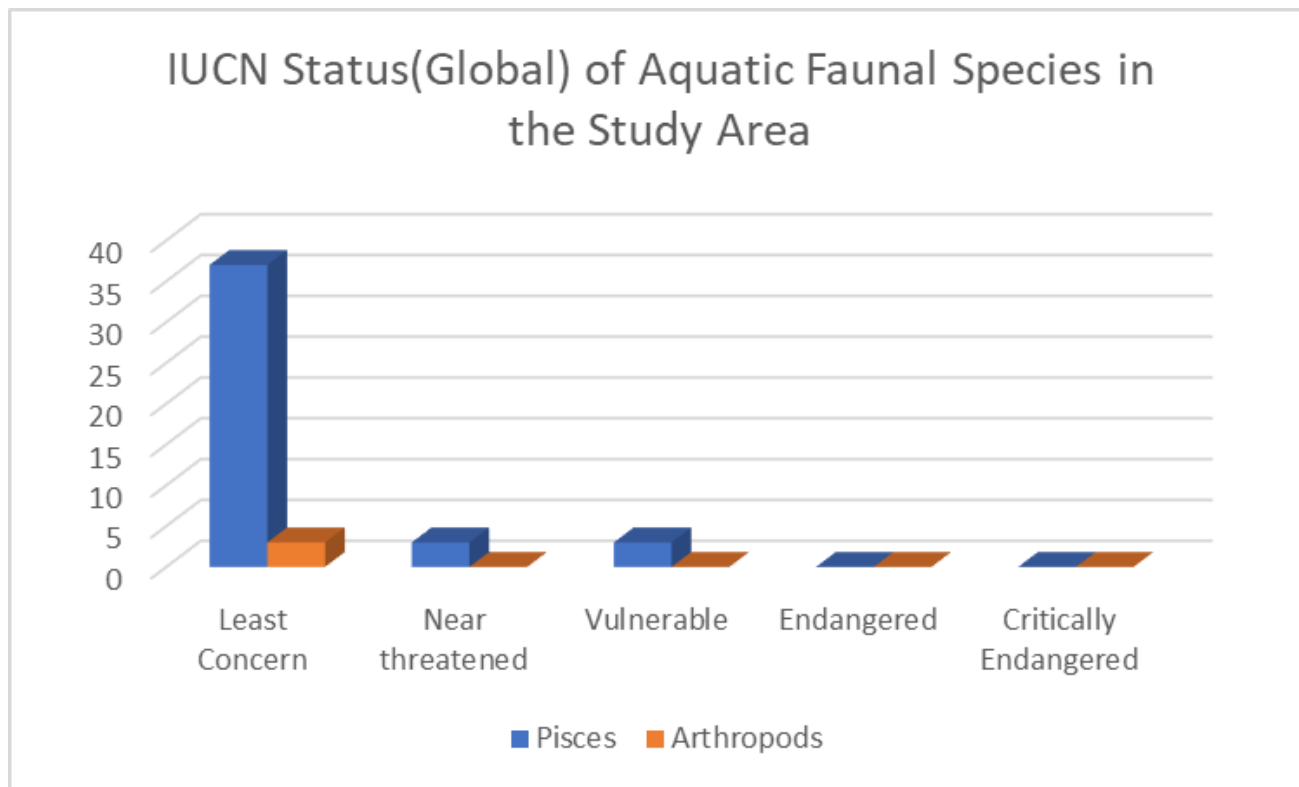 IUCN Status(Global) of Aquatic Faunal Species in
the Study Area
40
35
30
25
20
15
10
5
0
Least
Concern
Near
threatened
Vulnerable
Endangered
Critically
Endangered
Pisces
Arthropods